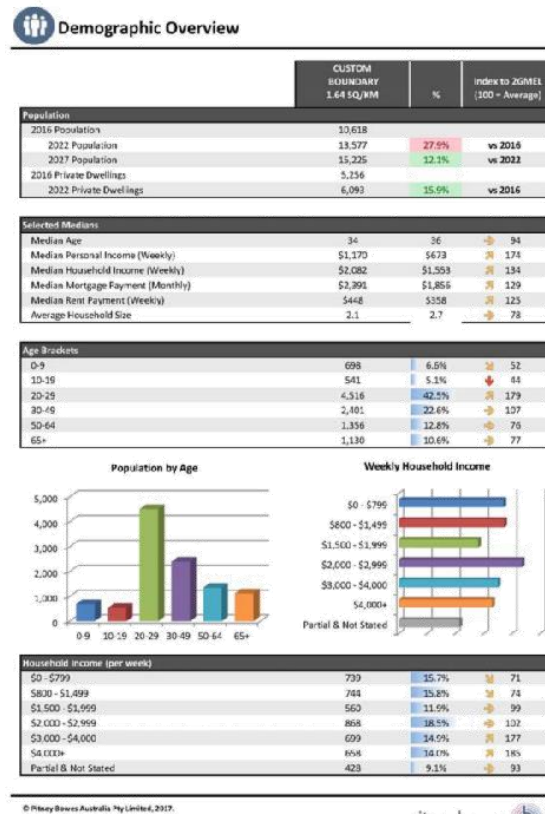 Demographic Overview
CUSTOM BOUNDARY 1.64 SQ/KM % Index to 2GMEL (100 = Average)
Population
2016 Population 10,618
2022 Population 13,577 27.9% vs 2016
2027 Population 15,225 12.1% vs 2022
2016 Private Dwellings 5,256
2022 Private Dwellings 6,093 15.9% vs 2016
Selected Medians
Median Age 34 36 94
Median Personal Income (Weekly) $1,170 $673 174
Median Household Income (Weekly) $2,082 $1,553 134
Median Mortgage Payment (Monthly) $2,391 $1,856 129
Median Rent Payment (Weekly) $448 $358 125
Average Household Size 2.1 2.7 78
Age Brackets
0-9 698 6.6% 52
10-19 541 5.1% 44
20-29 4,516 42.5% 179
30-49 2,401 22.6% 107
50-64 1,356 12.8% 76
65+ 1,130 10.6% 77
Population by Age
5,000
4,000
3,000
2,000
1,000
0
0-9 10-19 20-29 30-49 50-64 65+
Weekly Household Income
$0 - $799
$800 - $1,499
$1,500 - $1,999
$2,000 - $2,999
$3,000 - $4,000
$4,000+
Partial & Not Stated
Household Income (per week)
$0 - $799 739 15.7% 71
$800 - $1,499 744 15.8% 74
$1,500 - $1,999 560 11.9% 99
$2,000 - $2,999 868 18.5% 102
$3,000 - $4,000 699 14.9% 177
$4,000+ 658 14.0% 185
Partial & Not Stated 428 9.1% 93
© Pitney Bowes Australia Pty Limited, 2017.